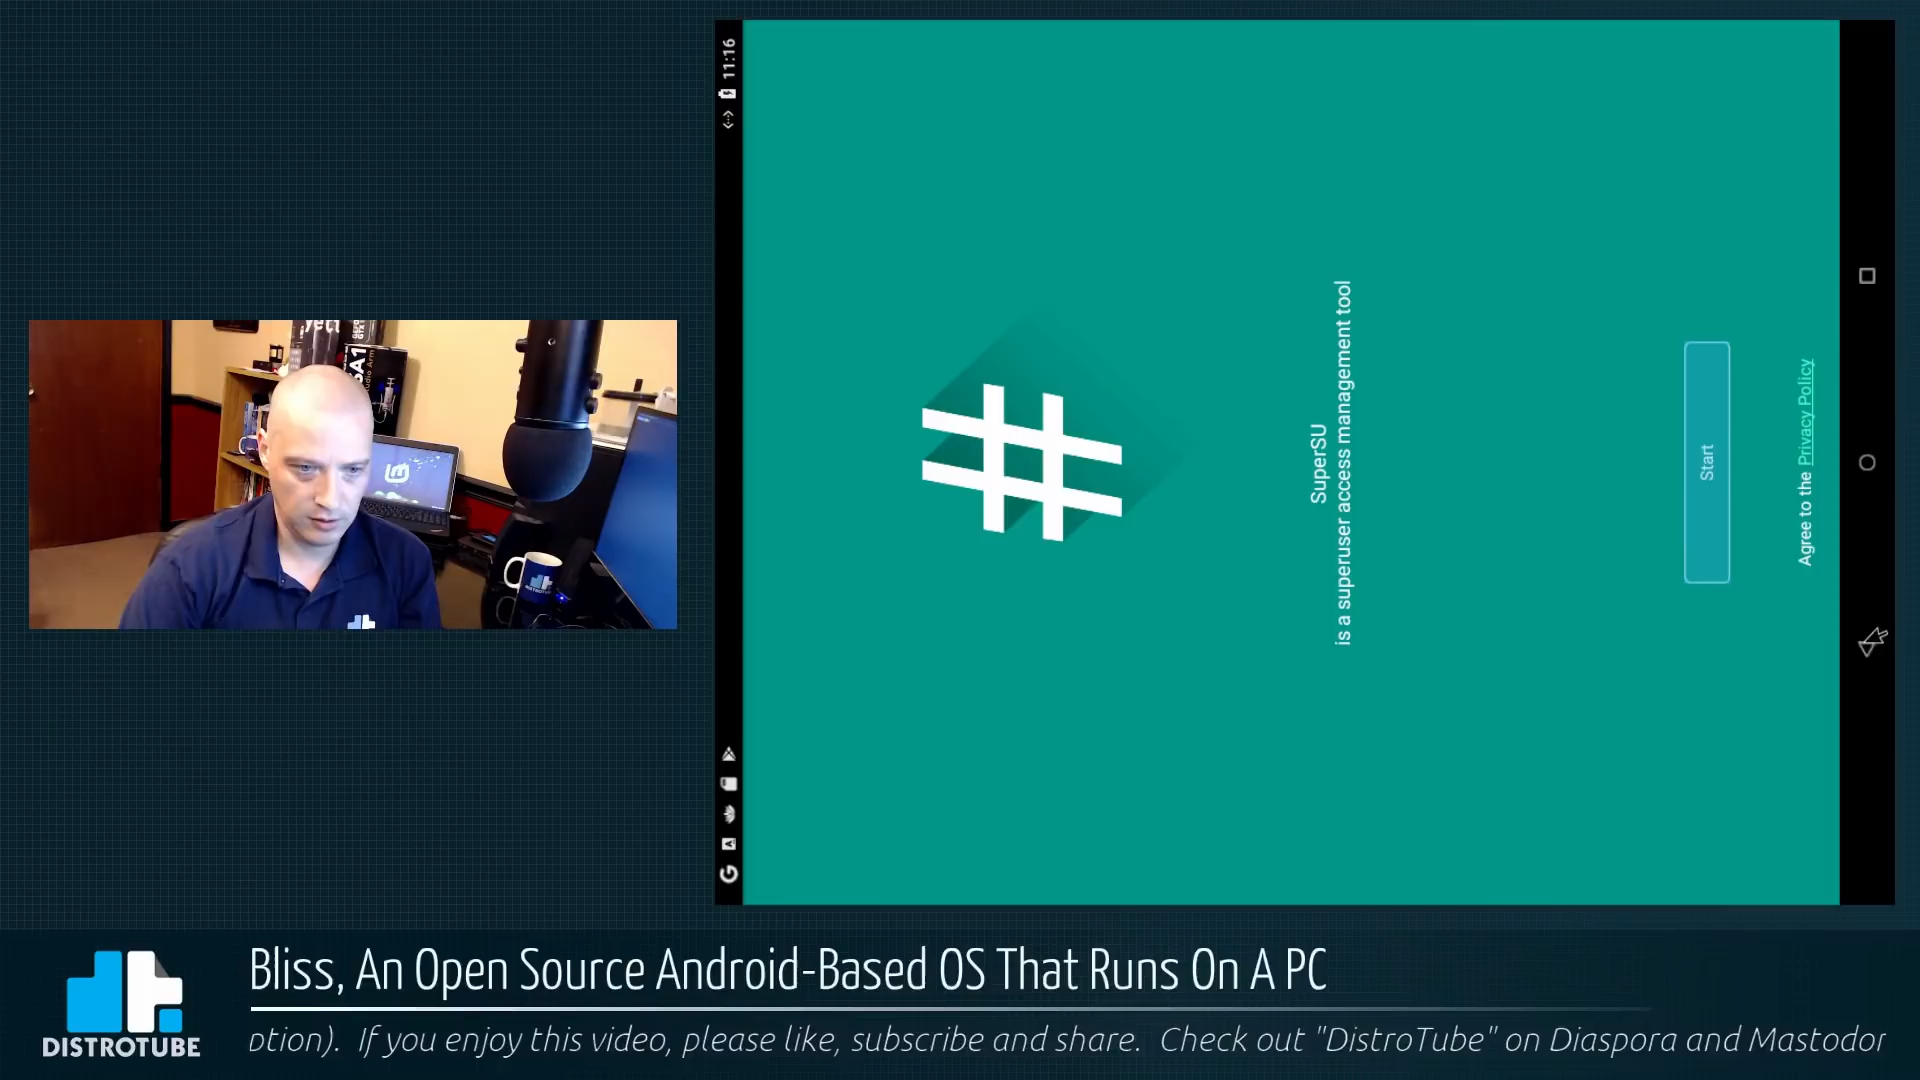 11:16
SuperSU
is a superuser access management tool
Start
Agree to the Privacy Policy
SA1
DISTROTUBE
Bliss, An Open Source Android-Based OS That Runs On A PC
ption). If you enjoy this video, please like, subscribe and share. Check out "DistroTube" on Diaspora and Mastodor